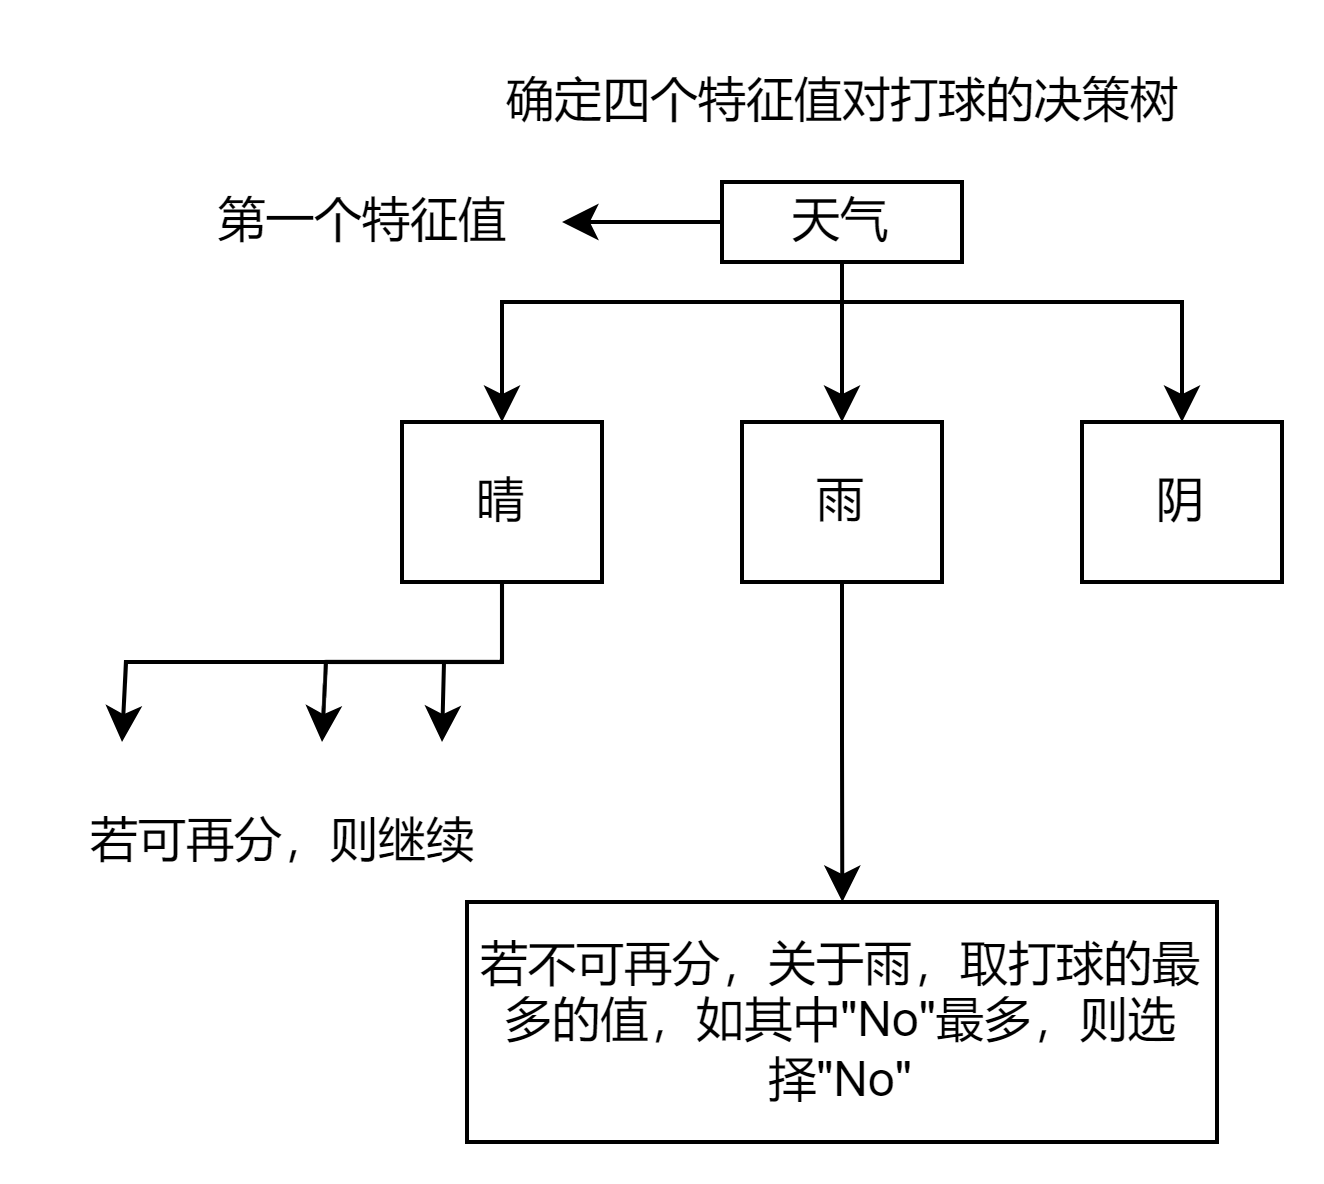 确定四个特征值对打球的决策树
第一个特征值
天气
晴
雨
阴
若可再分，则继续
若不可再分，关于雨，取打球的最
多的值，如其中"No"最多，则选
择"No"